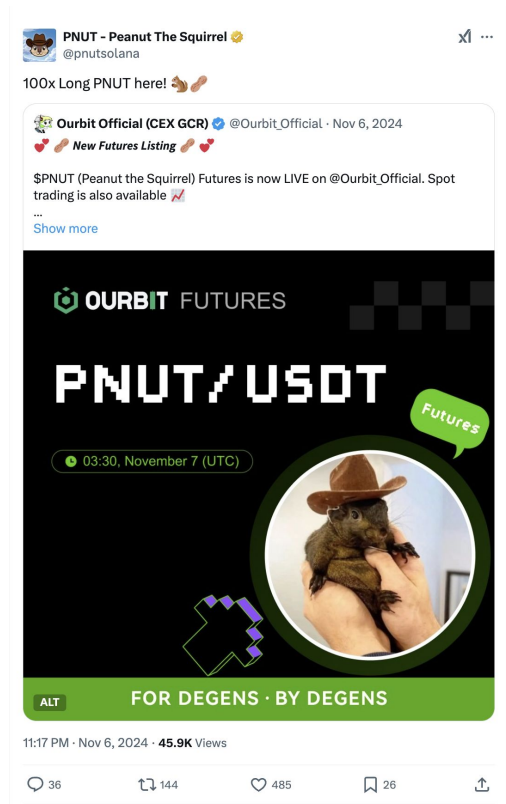 PNUT - Peanut The Squirrel
@pnutsolana
100x Long PNUT here! 🐿️🥜
Ourbit Official (CEX GCR) @Ourbit_Official · Nov 6, 2024
💕 🥜 New Futures Listing 🥜 💕
$PNUT (Peanut the Squirrel) Futures is now LIVE on @Ourbit_Official. Spot
trading is also available 📈
...
Show more
OURBIT FUTURES
PNUT/USDT
Futures
03:30, November 7 (UTC)
ALT
FOR DEGENS · BY DEGENS
11:17 PM · Nov 6, 2024 · 45.9K Views
36 144 485 26